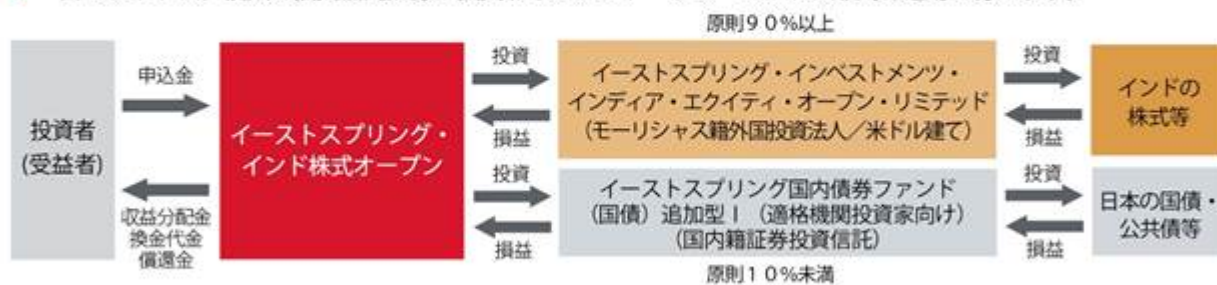 原則90%以上
投資者
(受益者)
申込金
収益分配金
換金代金
償還金
イーストスプリング・
インド株式オープン
投資
損益
投資
損益
イーストスプリング・インベストメンツ・
インディア・エクイティ・オープン・リミテッド
(モーリシャス籍外国投資法人／米ドル建て)
イーストスプリング国内債券ファンド
(国債)追加型Ⅰ(適格機関投資家向け)
(国内籍証券投資信託)
原則10%未満
投資
損益
投資
損益
インドの
株式等
日本の国債・
公共債等